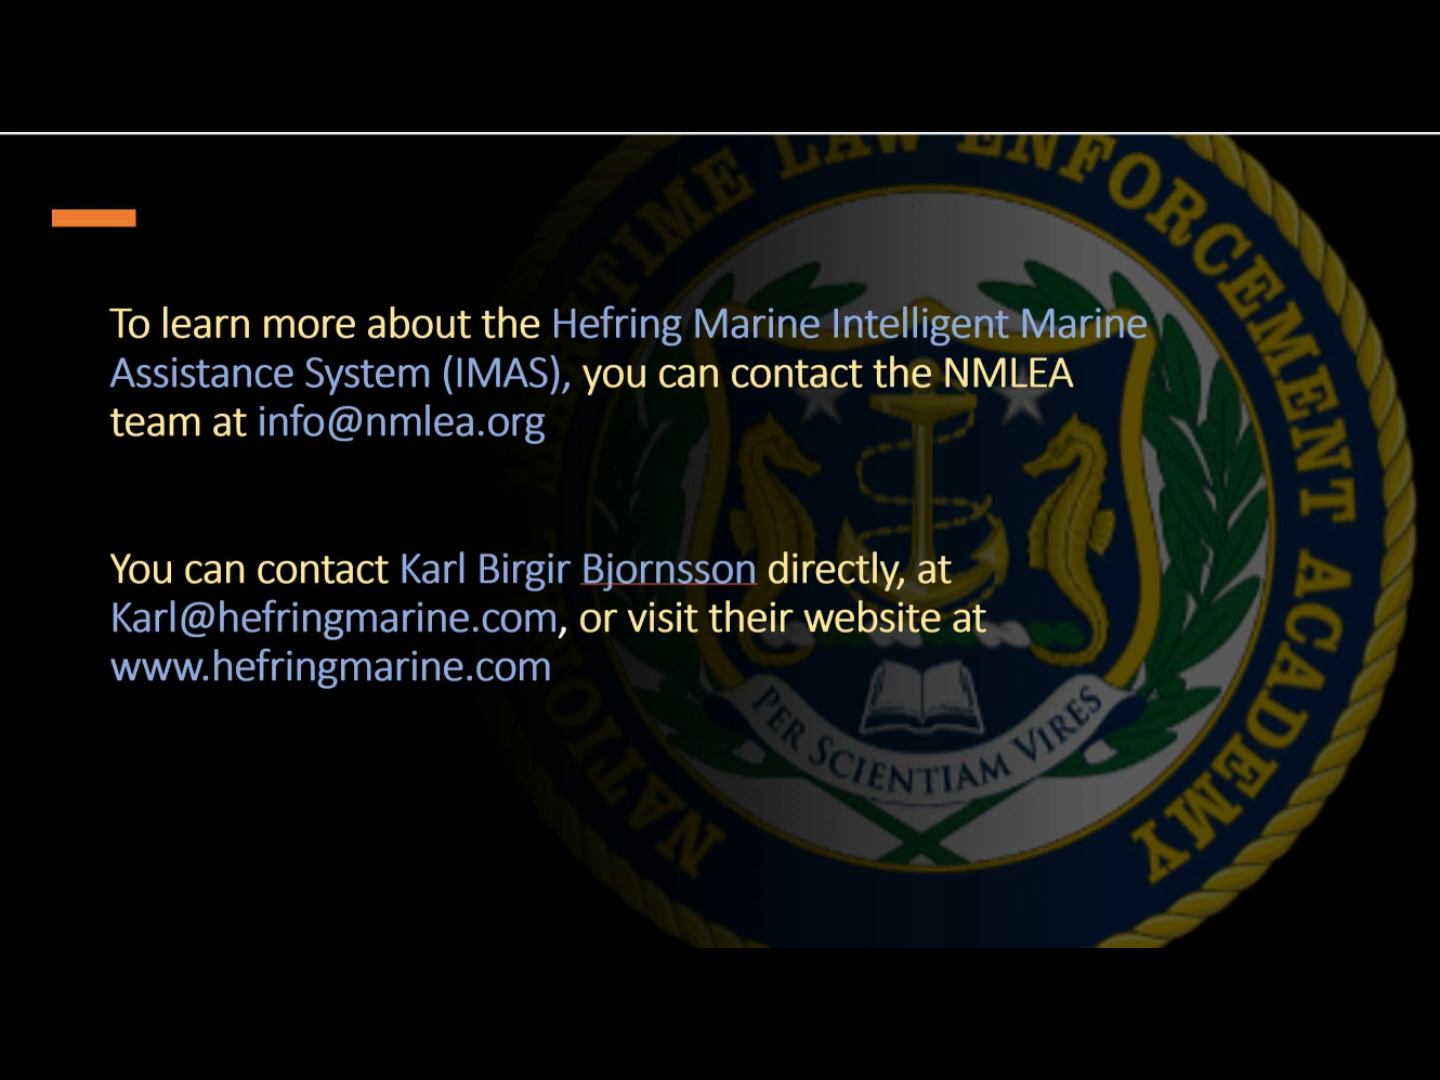 To learn more about the Hefring Marine Intelligent Marine
Assistance System (IMAS), you can contact the NMLEA
team at info@nmlea.org
You can contact Karl Birgir Bjornsson directly, at
Karl@hefringmarine.com, or visit their website at
www.hefringmarine.com
NATIONAL MARITIME LAW ENFORCEMENT ACADEMY
PER SCIENTIAM VIRES